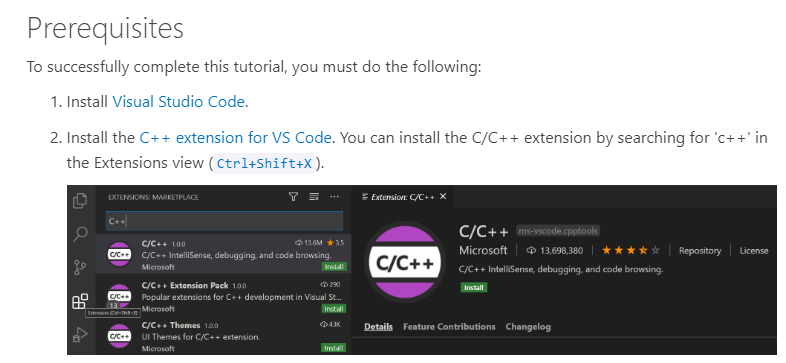 Prerequisites
To successfully complete this tutorial, you must do the following:
1. Install Visual Studio Code.
2. Install the C++ extension for VS Code. You can install the C/C++ extension by searching for 'c++' in
the Extensions view (Ctrl+Shift+X).
EXTENSIONS: MARKETPLACE
C++
C/C++ 1.0.0 13.6M 3.5
C/C++ IntelliSense, debugging, and code browsing.
Microsoft Install
C/C++ Extension Pack 1.0.0 290
Popular extensions for C++ development in Visual St...
Microsoft Install
C/C++ Themes 1.0.0 43K
UI Themes for C/C++ extension.
Microsoft Install
C/C++
C/C++
C/C++
13
Extensions (Ctrl+Shift+X)
Extension: C/C++
C/C++
C/C++ ms-vscode.cpptools
Microsoft 13,698,380 Repository License
C/C++ IntelliSense, debugging, and code browsing.
Install
Details Feature Contributions Changelog